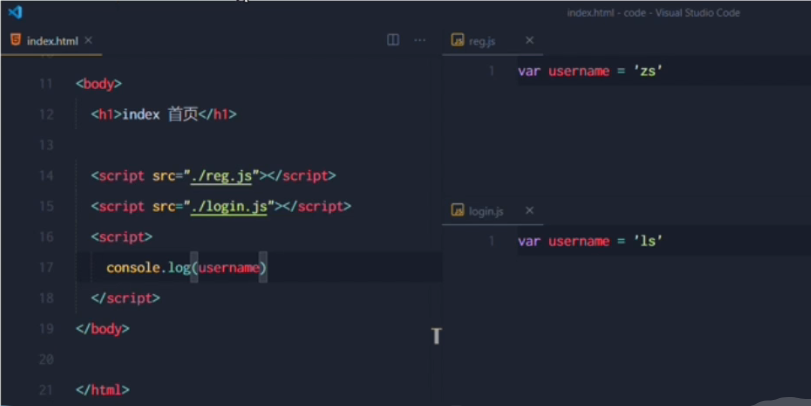 index.html - code - Visual Studio Code
index.html ×
11 <body>
12 <h1>index 首页</h1>
13
14 <script src="./reg.js"></script>
15 <script src="./login.js"></script>
16 <script>
17 console.log(username)
18 </script>
19 </body>
20
21 </html>
reg.js ×
1 var username = 'zs'
login.js ×
1 var username = 'ls'